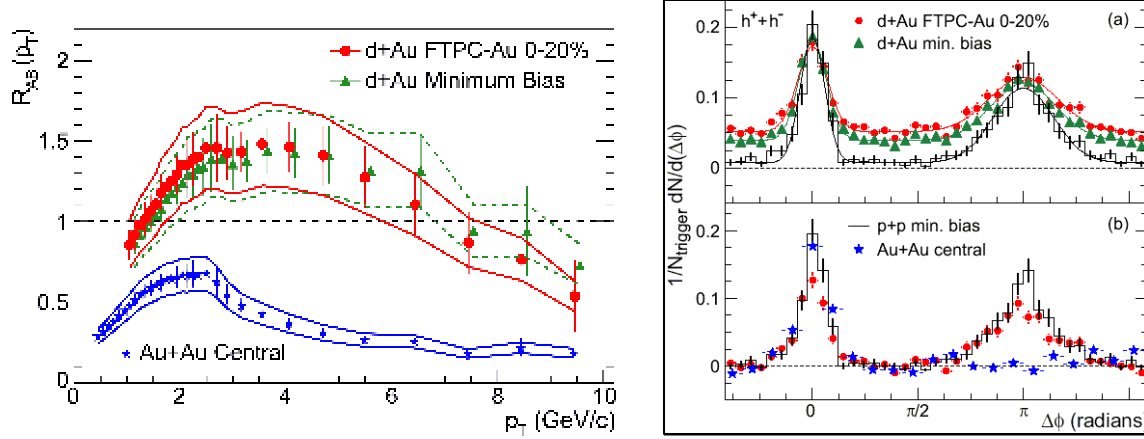 R_AB(p_T)
2
1.5
1
0.5
0
d+Au FTPC-Au 0-20%
d+Au Minimum Bias
Au+Au Central
0 2 4 6 8 10
p_T (GeV/c)
1/N_trigger dN/d(Δϕ)
h⁺+h⁻
d+Au FTPC-Au 0-20%
d+Au min. bias
(a)
0.2
0.1
0
p+p min. bias
Au+Au central
(b)
0.2
0.1
0
0 π/2 π
Δϕ (radians